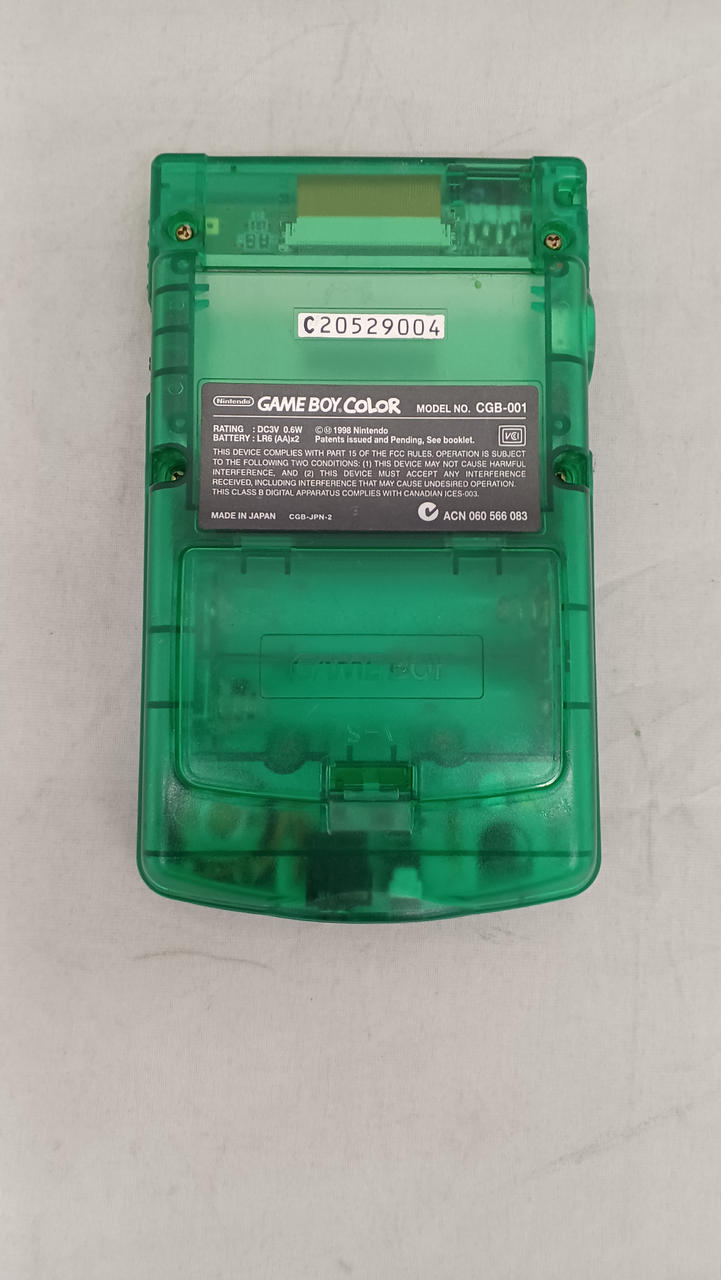 C20529004
Nintendo GAME BOY COLOR MODEL NO. CGB-001
RATING : DC3V 0.6W ©Ⓜ1998 Nintendo
BATTERY : LR6 (AA)x2 Patents issued and Pending, See booklet.
VCI
THIS DEVICE COMPLIES WITH PART 15 OF THE FCC RULES. OPERATION IS SUBJECT
TO THE FOLLOWING TWO CONDITIONS: (1) THIS DEVICE MAY NOT CAUSE HARMFUL
INTERFERENCE, AND (2) THIS DEVICE MUST ACCEPT ANY INTERFERENCE
RECEIVED, INCLUDING INTERFERENCE THAT MAY CAUSE UNDESIRED OPERATION.
THIS CLASS B DIGITAL APPARATUS COMPLIES WITH CANADIAN ICES-003.
MADE IN JAPAN CGB-JPN-2 ACN 060 566 083
GAME BOY